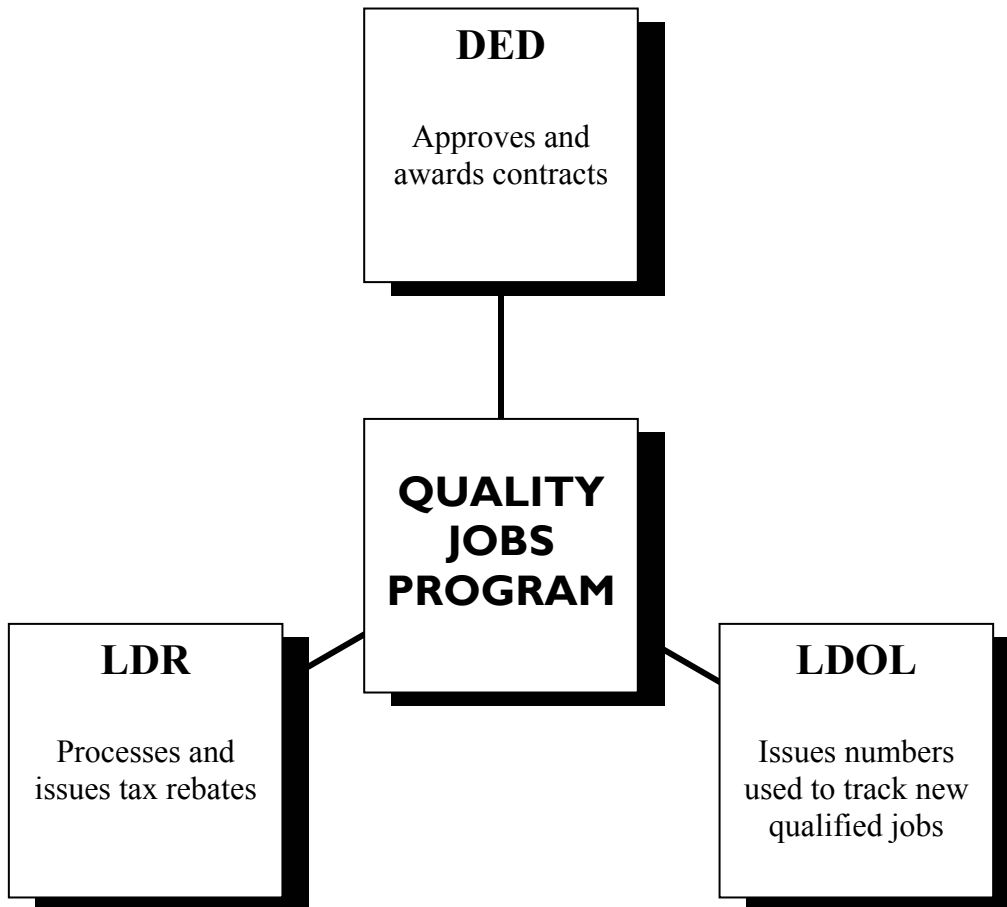 DED
Approves and
awards contracts
QUALITY
JOBS
PROGRAM
LDR
Processes and
issues tax rebates
LDOL
Issues numbers
used to track new
qualified jobs